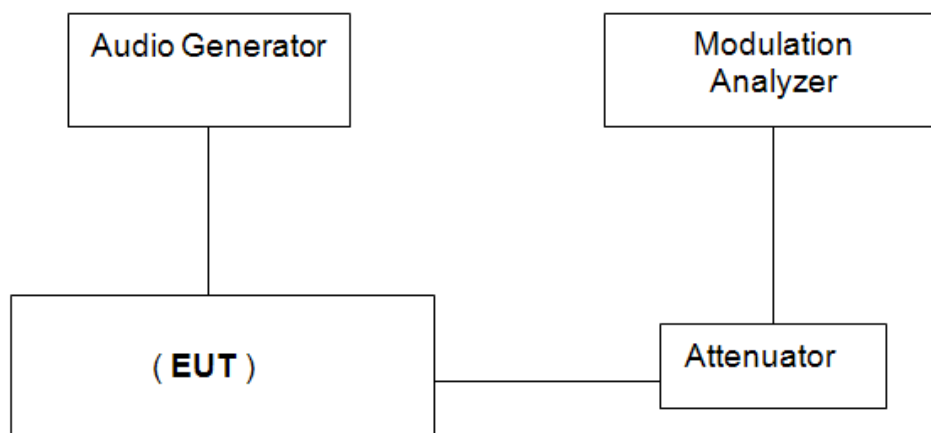 Audio Generator
Modulation
Analyzer
( EUT )
Attenuator